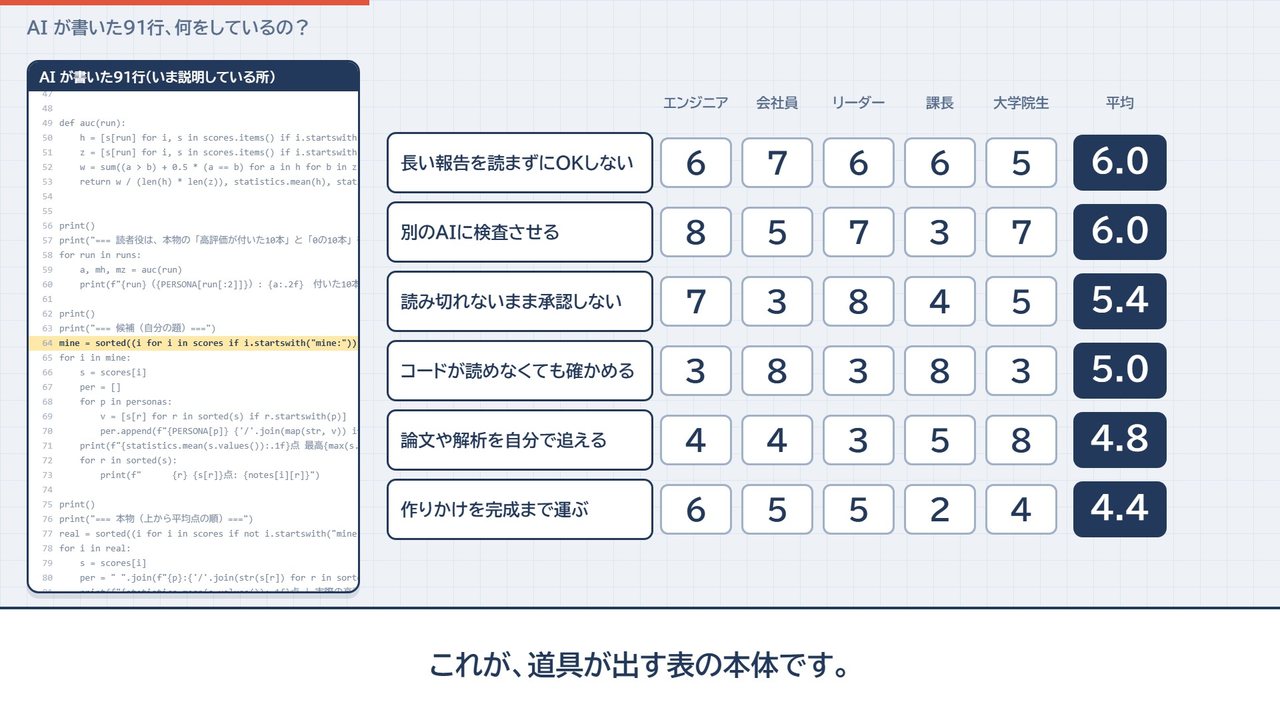 AI が書いた91行、何をしているの？
AI が書いた91行（いま説明している所）
47
48
49 def auc(run):
50 h = [s[run] for i, s in scores.items() if i.startswith
51 z = [s[run] for i, s in scores.items() if i.startswith
52 w = sum((a > b) + 0.5 * (a == b) for a in h for b in z
53 return w / (len(h) * len(z)), statistics.mean(h), stat
54
55
56 print()
57 print("=== 読者役は、本物の「高評価が付いた10本」と「0の10本」
58 for run in runs:
59 a, mh, mz = auc(run)
60 print(f"{run} ({PERSONA[run[:2]]}) : {a:.2f} 付いた10本
61
62 print()
63 print("=== 候補（自分の題）===")
64 mine = sorted((i for i in scores if i.startswith("mine:"))
65 for i in mine:
66 s = scores[i]
67 per = []
68 for p in personas:
69 v = [s[r] for r in sorted(s) if r.startswith(p)]
70 per.append(f"{PERSONA[p]} {'/'.join(map(str, v)) i
71 print(f"{statistics.mean(s.values()):.1f}点 最高{max(s.
72 for r in sorted(s):
73 print(f" {r} {s[r]}点: {notes[i][r]}")
74
75 print()
76 print("=== 本物（上から平均点の順）===")
77 real = sorted((i for i in scores if not i.startswith("mine
78 for i in real:
79 s = scores[i]
80 per = " ".join(f"{p}:{'/'.join(str(s[r]) for r in sort
エンジニア 会社員 リーダー 課長 大学院生 平均
長い報告を読まずにOKしない 6 7 6 6 5 6.0
別のAIに検査させる 8 5 7 3 7 6.0
読み切れないまま承認しない 7 3 8 4 5 5.4
コードが読めなくても確かめる 3 8 3 8 3 5.0
論文や解析を自分で追える 4 4 3 5 8 4.8
作りかけを完成まで運ぶ 6 5 5 2 4 4.4
これが、道具が出す表の本体です。